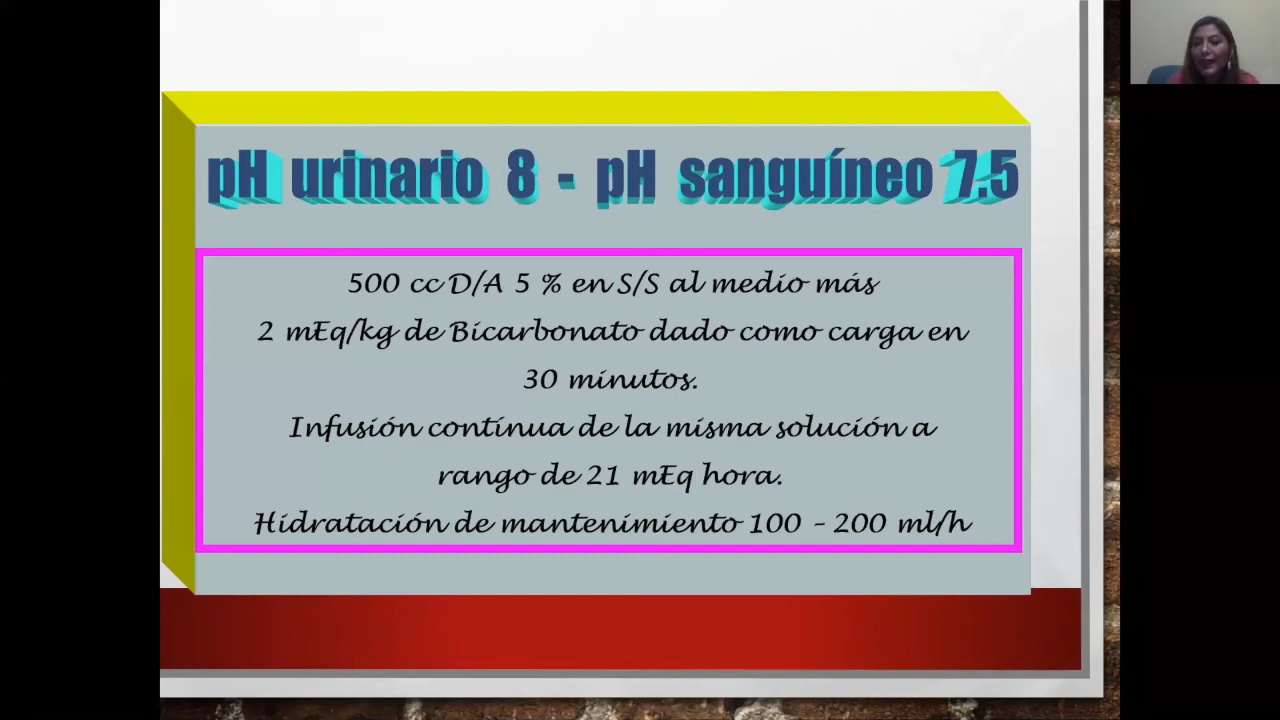 pH urinario 8 - pH sanguíneo 7.5
500 cc D/A 5 % en S/S al medio más
2 mEq/kg de Bicarbonato dado como carga en
30 minutos.
Infusión contínua de la misma solución a
rango de 21 mEq hora.
Hidratación de mantenimiento 100 – 200 ml/h